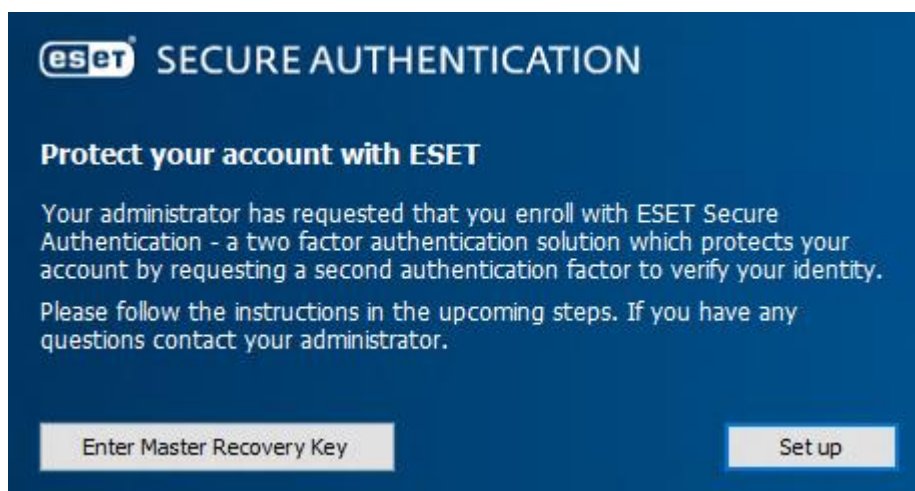 eset SECURE AUTHENTICATION
Protect your account with ESET
Your administrator has requested that you enroll with ESET Secure
Authentication - a two factor authentication solution which protects your
account by requesting a second authentication factor to verify your identity.
Please follow the instructions in the upcoming steps. If you have any
questions contact your administrator.
Enter Master Recovery Key
Set up